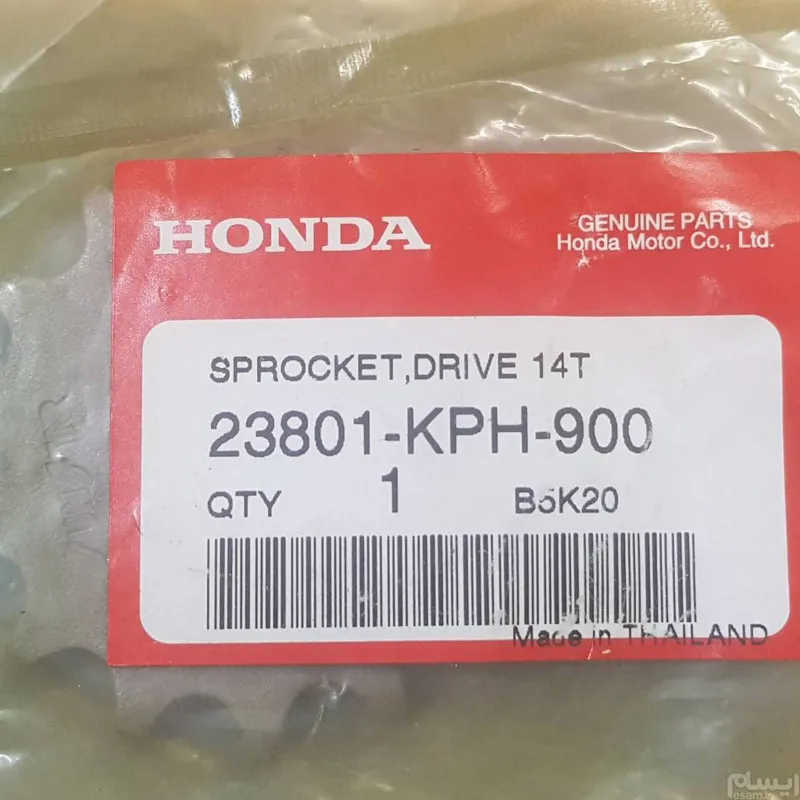 HONDA
GENUINE PARTS
Honda Motor Co., Ltd.
SPROCKET,DRIVE 14T
23801-KPH-900
QTY 1 B5K20
Made in THAILAND
ایسام
esam.ir